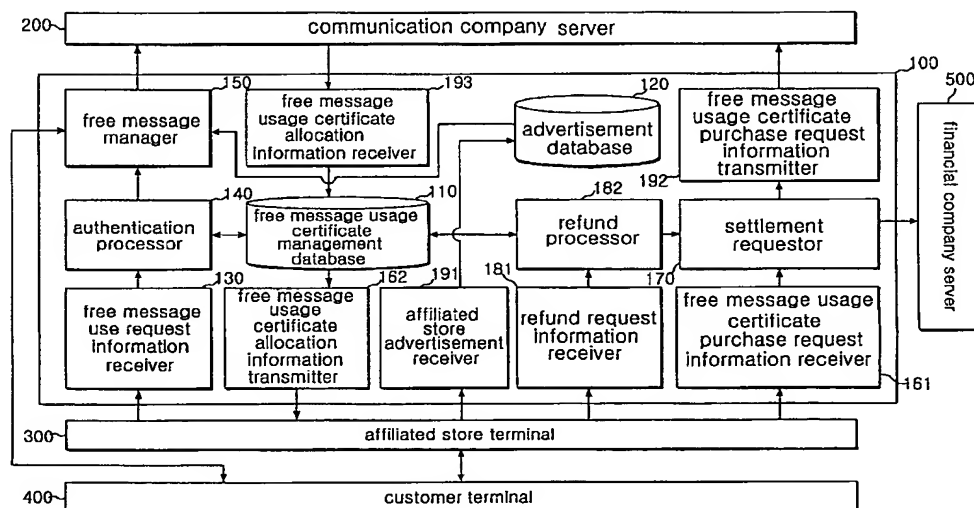 200
communication company server
150
free message
manager
193
free message
usage certificate
allocation
information receiver
120
advertisement
database
free message
usage certificate
purchase request
information
transmitter
192
100
500
financial company server
140
authentication
processor
110
free message usage
certificate
management
database
182
refund
processor
settlement
requestor
170
130
free message
use request
information
receiver
162
free message
usage
certificate
allocation
information
transmitter
191
affiliated
store
advertisement
receiver
181
refund request
information
receiver
free message usage
certificate
purchase request
information receiver
161
300
affiliated store terminal
400
customer terminal